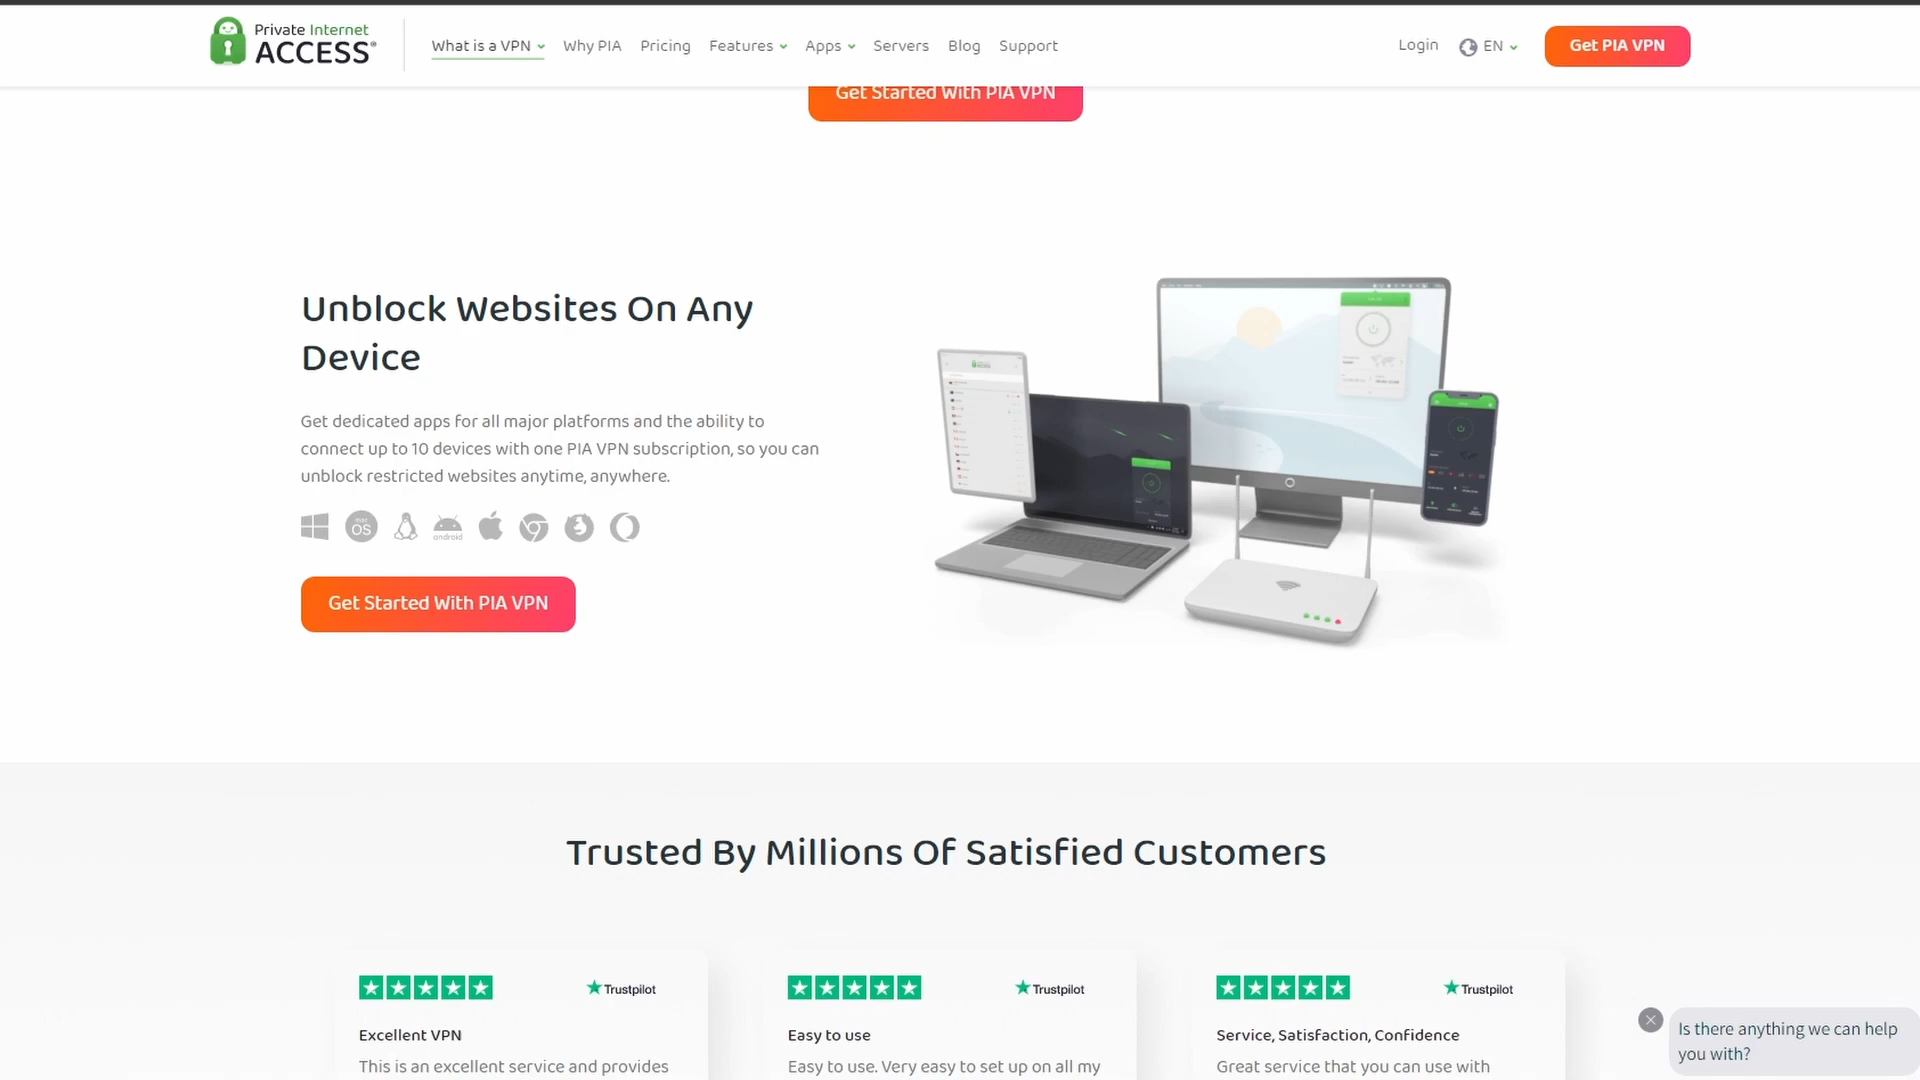 Private Internet
ACCESS®
What is a VPN
Why PIA
Pricing
Features
Apps
Servers
Blog
Support
Login
EN
Get PIA VPN
Get Started With PIA VPN
Unblock Websites On Any
Device
Get dedicated apps for all major platforms and the ability to
connect up to 10 devices with one PIA VPN subscription, so you can
unblock restricted websites anytime, anywhere.
mac
OS
android
Get Started With PIA VPN
ACCESS
Trusted By Millions Of Satisfied Customers
Trustpilot
Excellent VPN
This is an excellent service and provides
Trustpilot
Easy to use
Easy to use. Very easy to set up on all my
Trustpilot
Service, Satisfaction, Confidence
Great service that you can use with
Is there anything we can help
you with?